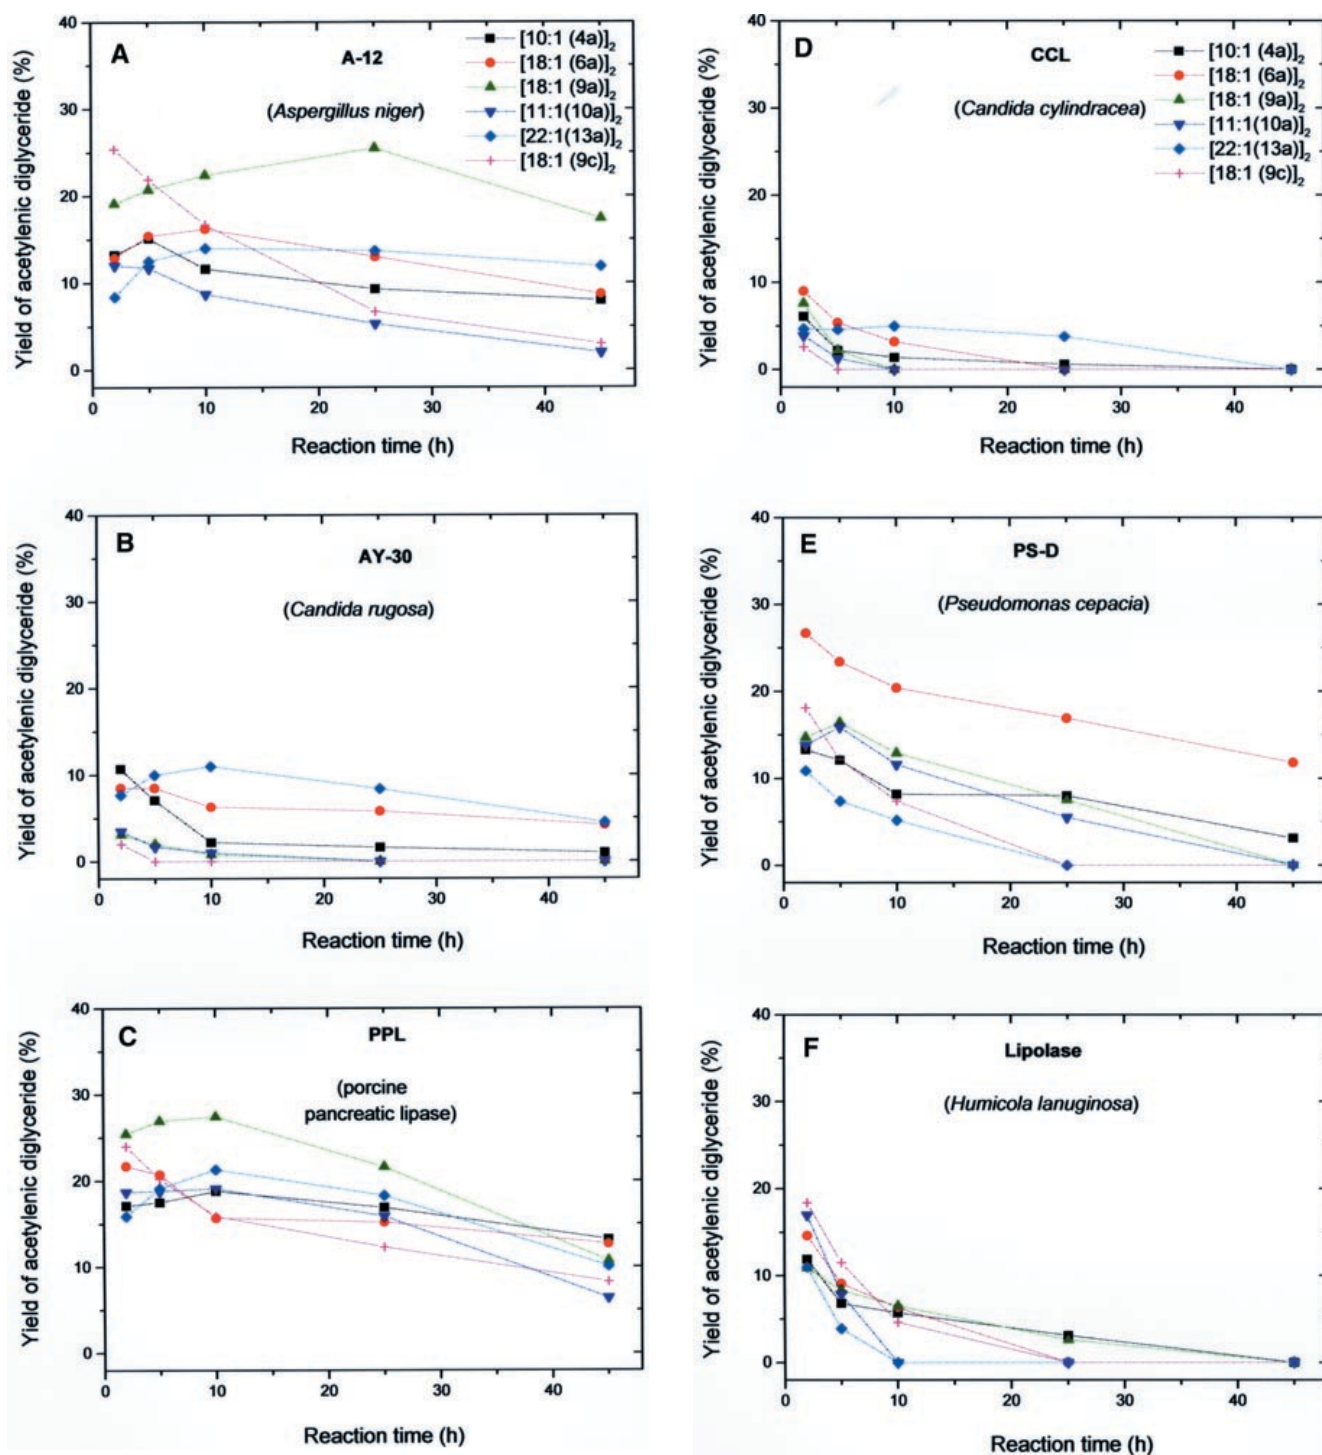 A
A-12
(Aspergillus niger)
[10:1 (4a)]2
[18:1 (6a)]2
[18:1 (9a)]2
[11:1(10a)]2
[22:1(13a)]2
[18:1 (9c)]2
Yield of acetylenic diglyceride (%)
40
30
20
10
0
0
10
20
30
40
Reaction time (h)
D
CCL
(Candida cylindracea)
[10:1 (4a)]2
[18:1 (6a)]2
[18:1 (9a)]2
[11:1(10a)]2
[22:1(13a)]2
[18:1 (9c)]2
Yield of acetylenic diglyceride (%)
40
30
20
10
0
0
10
20
30
40
Reaction time (h)
B
AY-30
(Candida rugosa)
Yield of acetylenic diglyceride (%)
40
30
20
10
0
0
10
20
30
40
Reaction time (h)
E
PS-D
(Pseudomonas cepacia)
Yield of acetylenic diglyceride (%)
40
30
20
10
0
0
10
20
30
40
Reaction time (h)
C
PPL
(porcine
pancreatic lipase)
Yield of acetylenic diglyceride (%)
40
30
20
10
0
0
10
20
30
40
Reaction time (h)
F
Lipolase
(Humicola lanuginosa)
Yield of acetylenic diglyceride (%)
40
30
20
10
0
0
10
20
30
40
Reaction time (h)